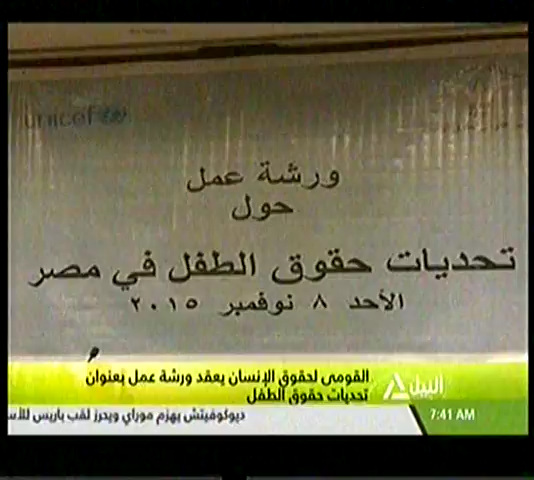 unicef
ورشة عمل
حول
تحديات حقوق الطفل في مصر
الأحد ٨ نوفمبر ٢٠١٥
القومى لحقوق الإنسان يعقد ورشة عمل بعنوان
تحديات حقوق الطفل
النيل
ديوكوفيتش يهزم موراي ويحرز لقب باريس للأس
7:41 AM